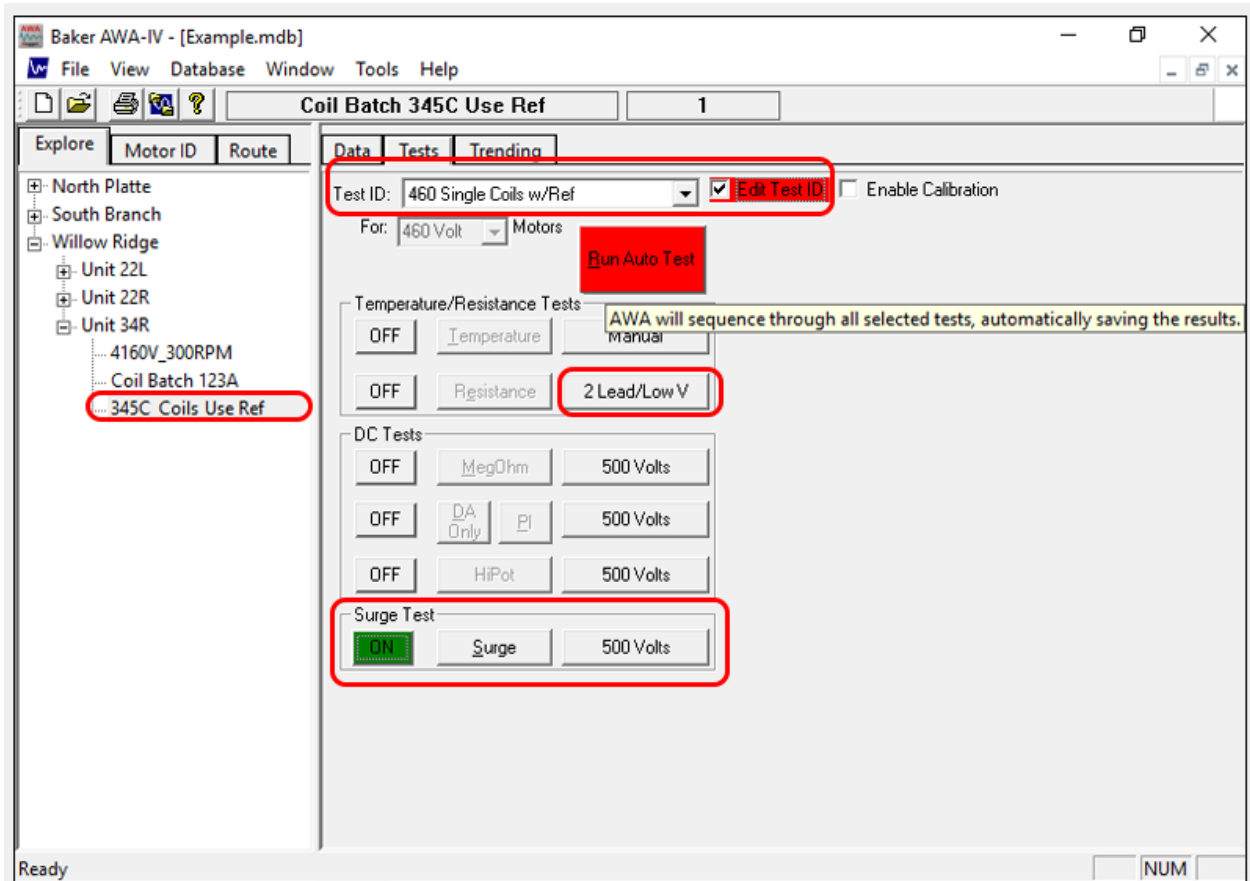 Baker AWA-IV - [Example.mdb]
File View Database Window Tools Help
Coil Batch 345C Use Ref 1
Explore Motor ID Route
North Platte
South Branch
Willow Ridge
Unit 22L
Unit 22R
Unit 34R
4160V_300RPM
Coil Batch 123A
345C Coils Use Ref
Data Tests Trending
Test ID: 460 Single Coils w/Ref Edit Test ID Enable Calibration
For: 460 Volt Motors
Run Auto Test
AWA will sequence through all selected tests, automatically saving the results.
Temperature/Resistance Tests
OFF Temperature Manual
OFF Resistance 2 Lead/Low V
DC Tests
OFF MegOhm 500 Volts
OFF DA Only PI 500 Volts
OFF HiPot 500 Volts
Surge Test
ON Surge 500 Volts
Ready NUM